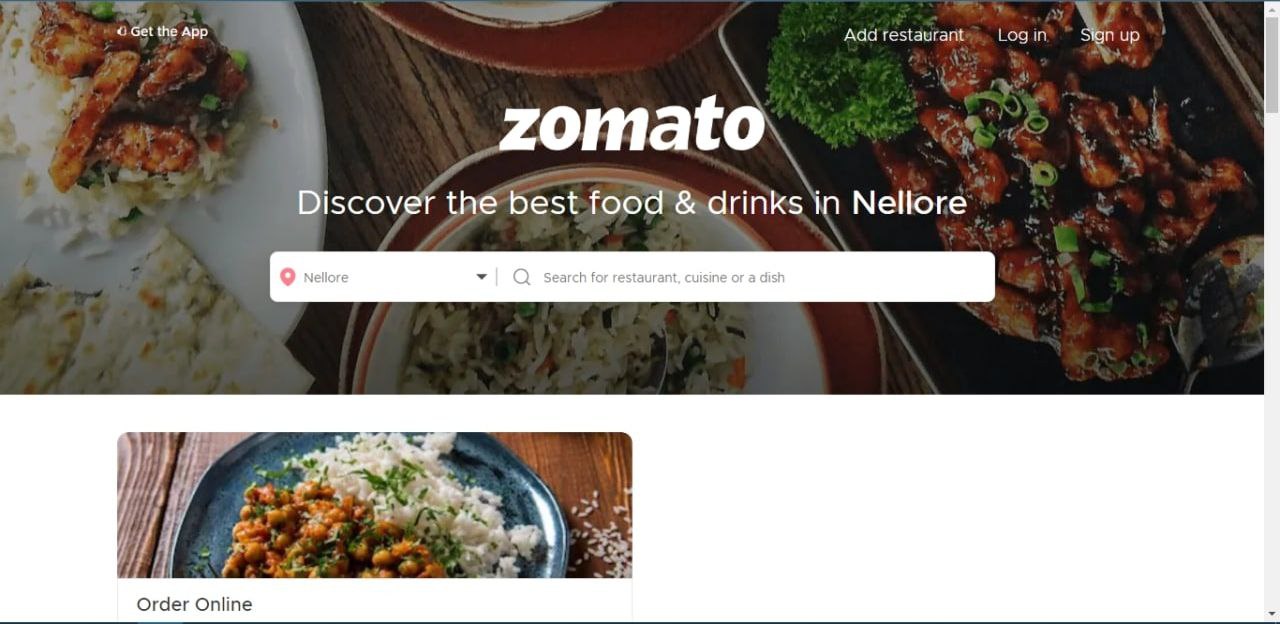 Get the App
Add restaurant Log in Sign up
zomato
Discover the best food & drinks in Nellore
Nellore Search for restaurant, cuisine or a dish
Order Online